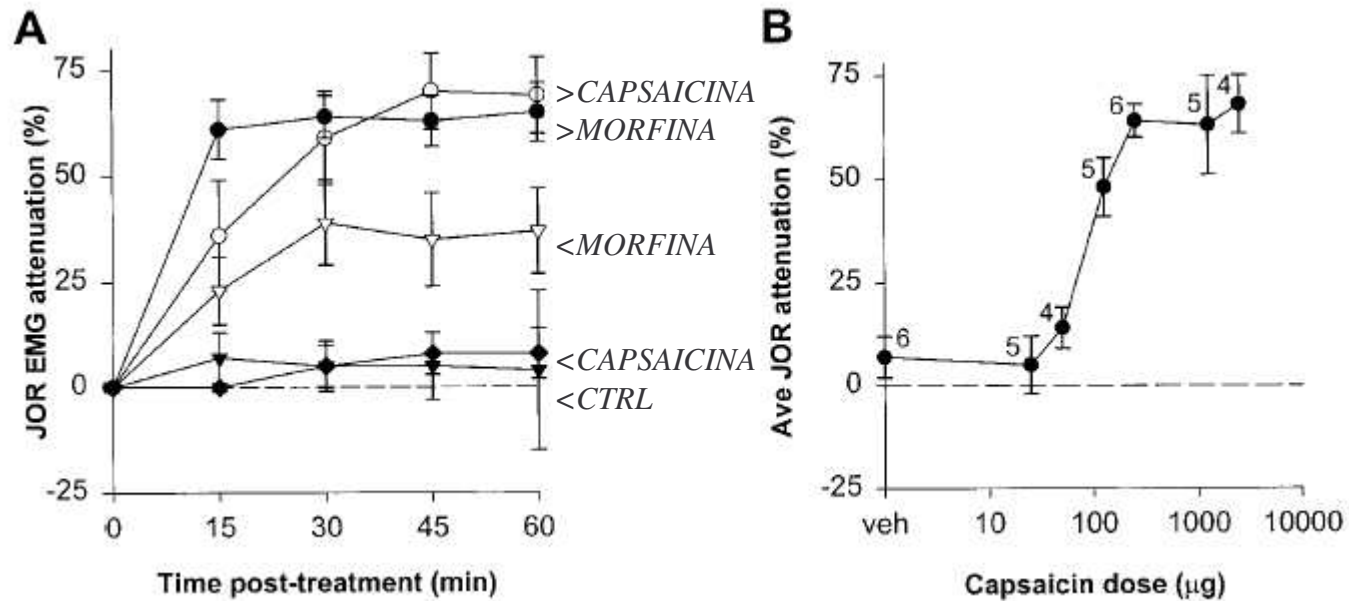 A
JOR EMG attenuation (%)
75
50
25
0
-25
0 15 30 45 60
Time post-treatment (min)
>CAPSAICINA
>MORFINA
<MORFINA
<CAPSAICINA
<CTRL
B
Ave JOR attenuation (%)
75
50
25
0
-25
6
5
4
5
6
5
4
veh 10 100 1000 10000
Capsaicin dose (μg)